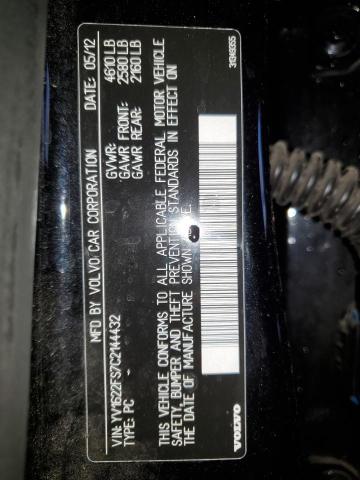 MFD BY VOLVO CAR CORPORATION DATE: 05/12
GVWR: 4610 LB
GAWR FRONT: 2580 LB
GAWR REAR: 2160 LB
VIN: YV1622FS7C2144432
TYPE: PC -
THIS VEHICLE CONFORMS TO ALL APPLICABLE FEDERAL MOTOR VEHICLE
SAFETY, BUMPER AND THEFT PREVENTION STANDARDS IN EFFECT ON
THE DATE OF MANUFACTURE SHOWN
VOLVO
31349355